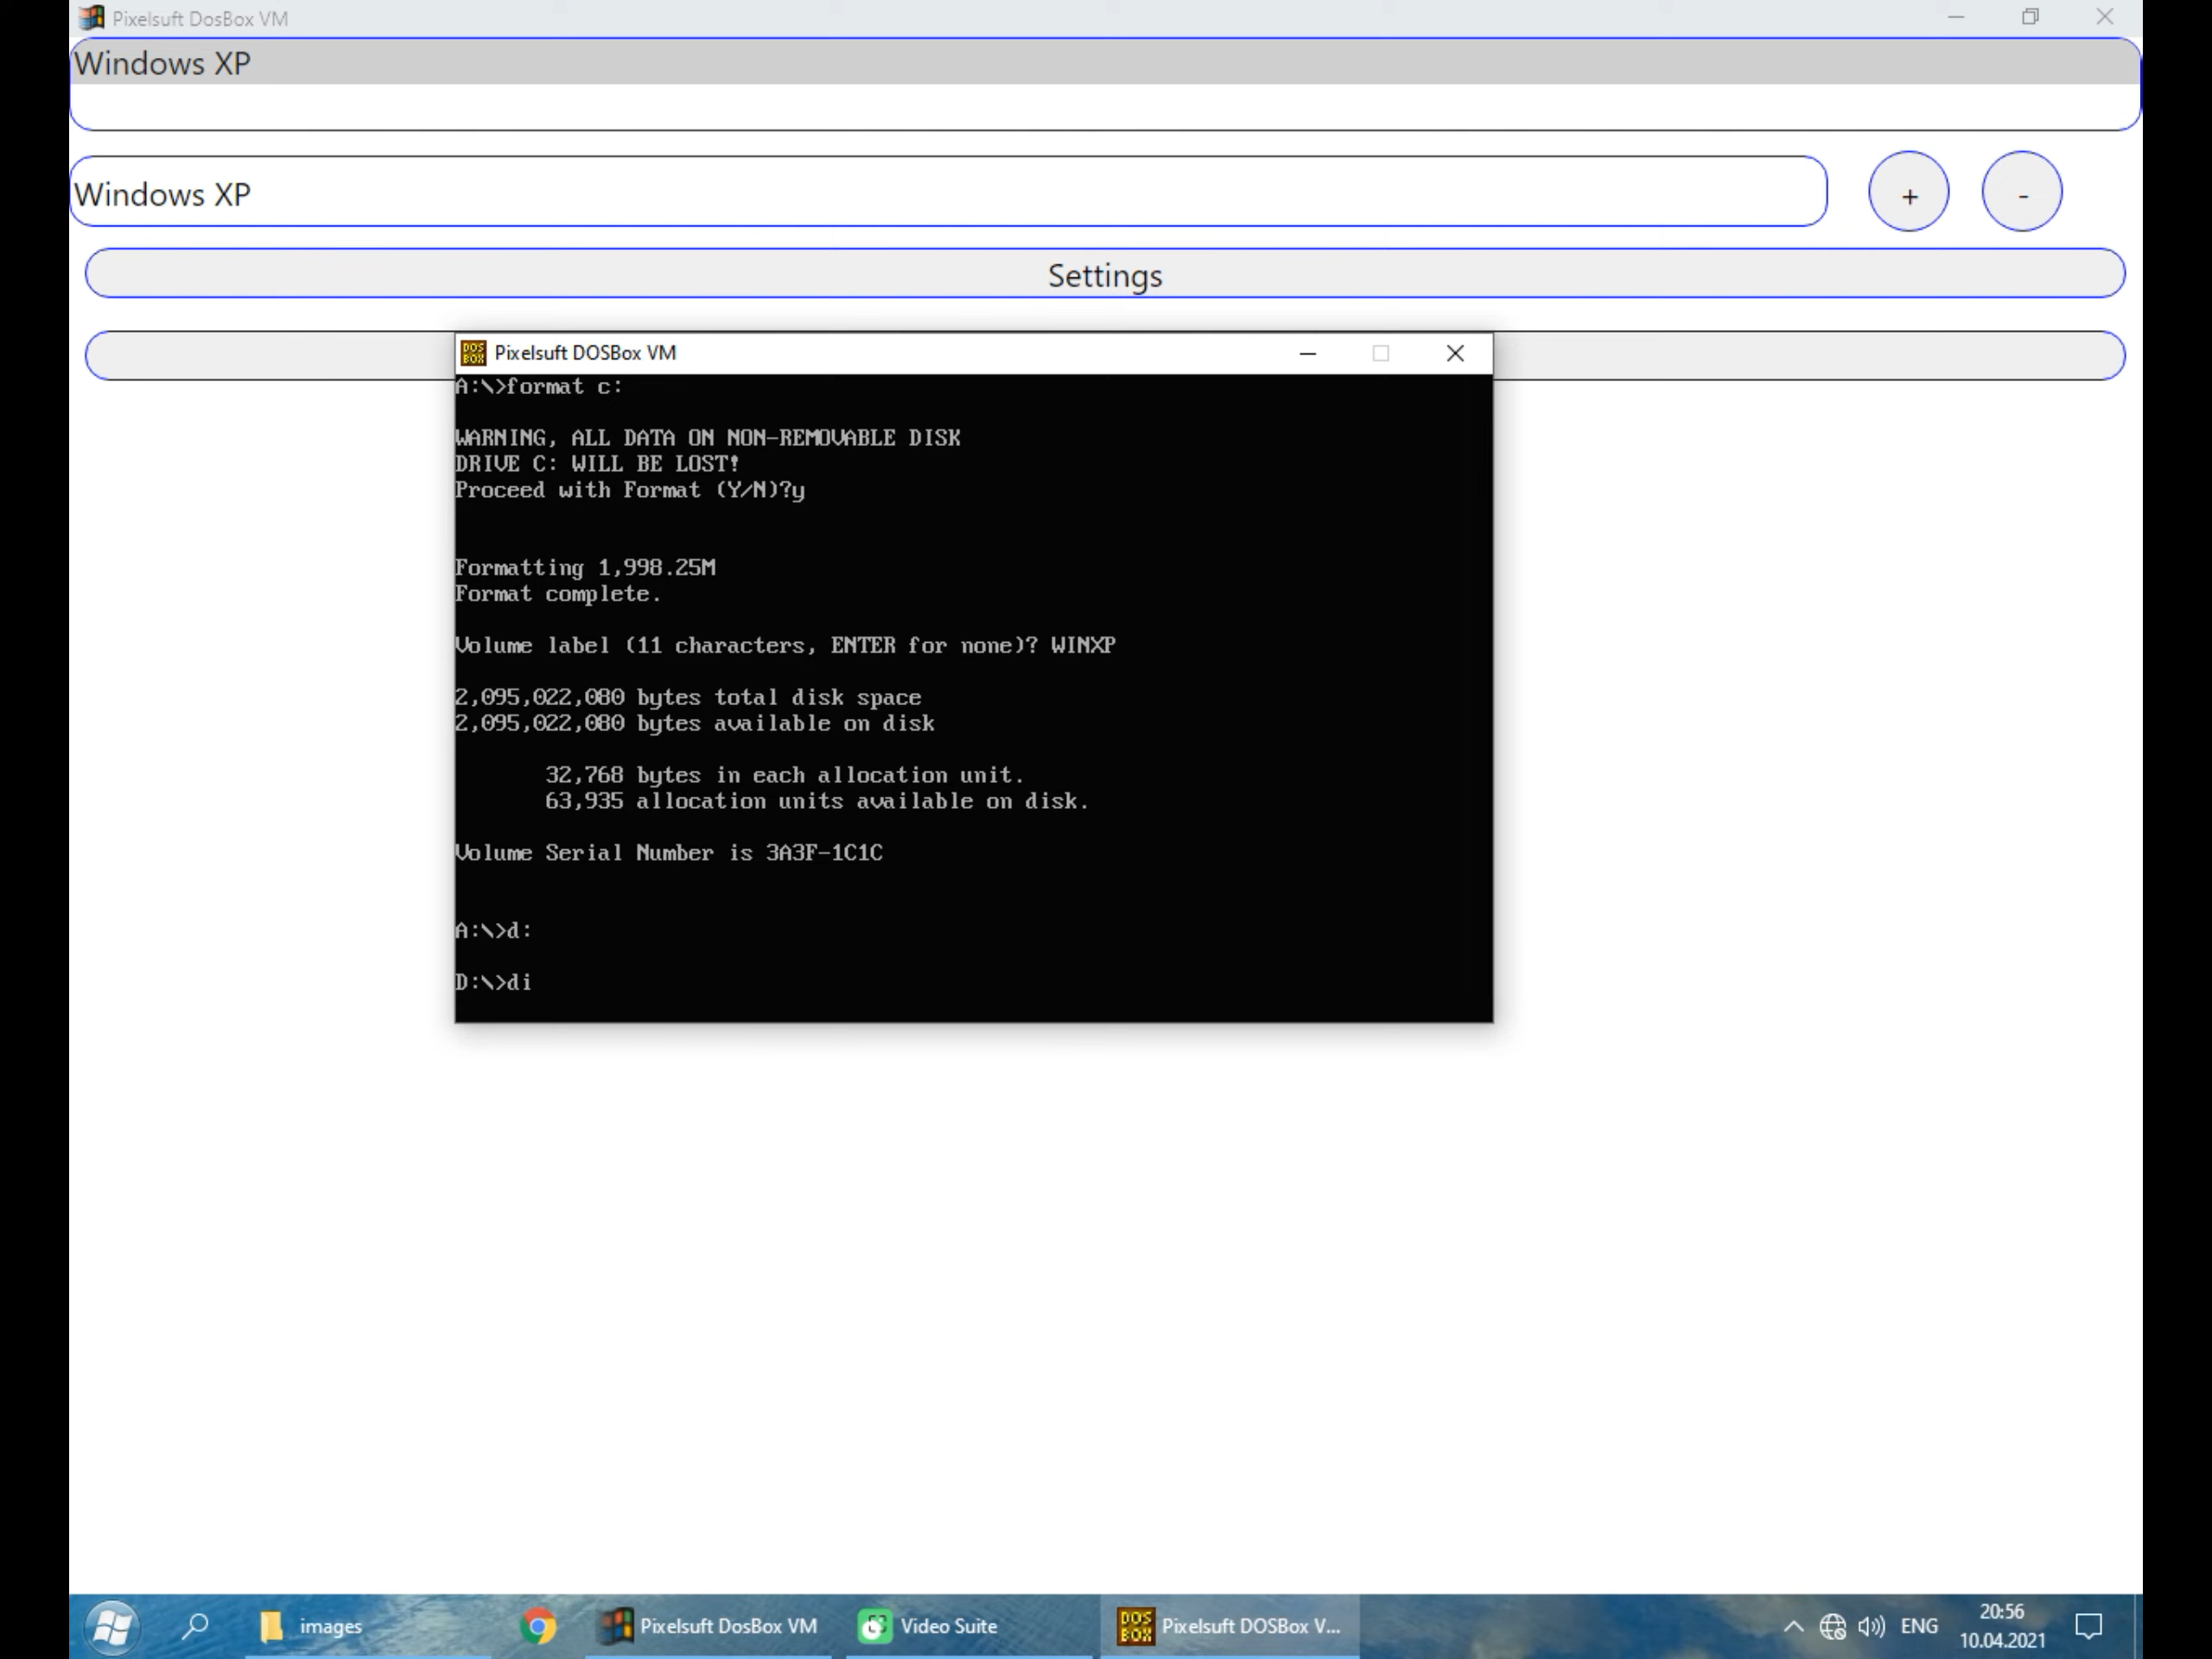 Pixelsuft DosBox VM
Windows XP
Windows XP
+
-
Settings
Pixelsuft DOSBox VM
A:\>format c:
WARNING, ALL DATA ON NON-REMOVABLE DISK
DRIVE C: WILL BE LOST!
Proceed with Format (Y/N)?y
Formatting 1,998.25M
Format complete.
Volume label (11 characters, ENTER for none)? WINXP
2,095,022,080 bytes total disk space
2,095,022,080 bytes available on disk
32,768 bytes in each allocation unit.
63,935 allocation units available on disk.
Volume Serial Number is 3A3F-1C1C
A:\>d:
D:\>di
images
Pixelsuft DosBox VM
Video Suite
DOS
BOX
Pixelsuft DOSBox V...
ENG
20:56
10.04.2021